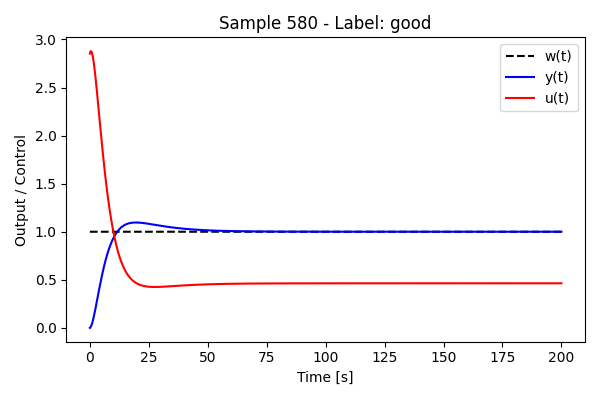 Sample 580 - Label: good
Output / Control
3.0
2.5
2.0
1.5
1.0
0.5
0.0
w(t)
y(t)
u(t)
0 25 50 75 100 125 150 175 200
Time [s]